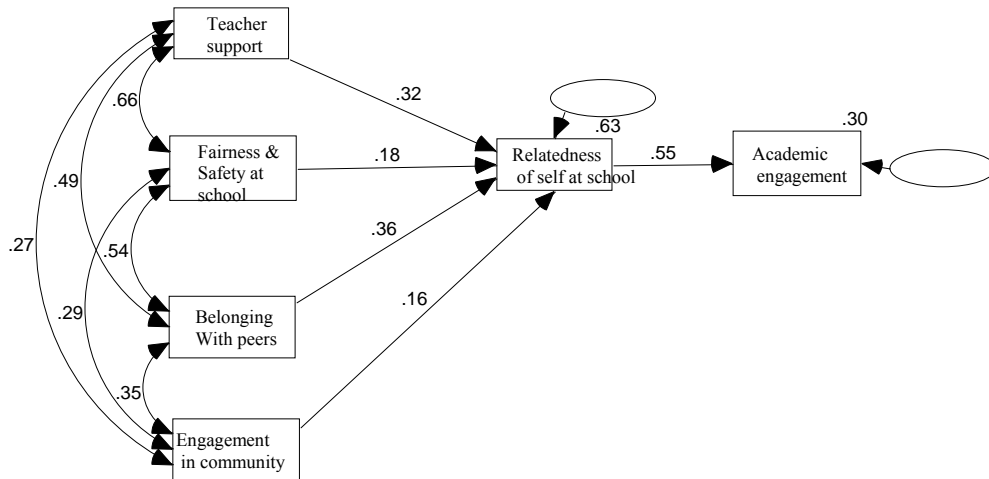 Teacher
support
.66
.32
.63
.30
Fairness &
Safety at
school
.18
Relatedness
of self at school
.55
Academic
engagement
.49
.27
.54
.36
.29
.16
Belonging
With peers
.35
Engagement
in community